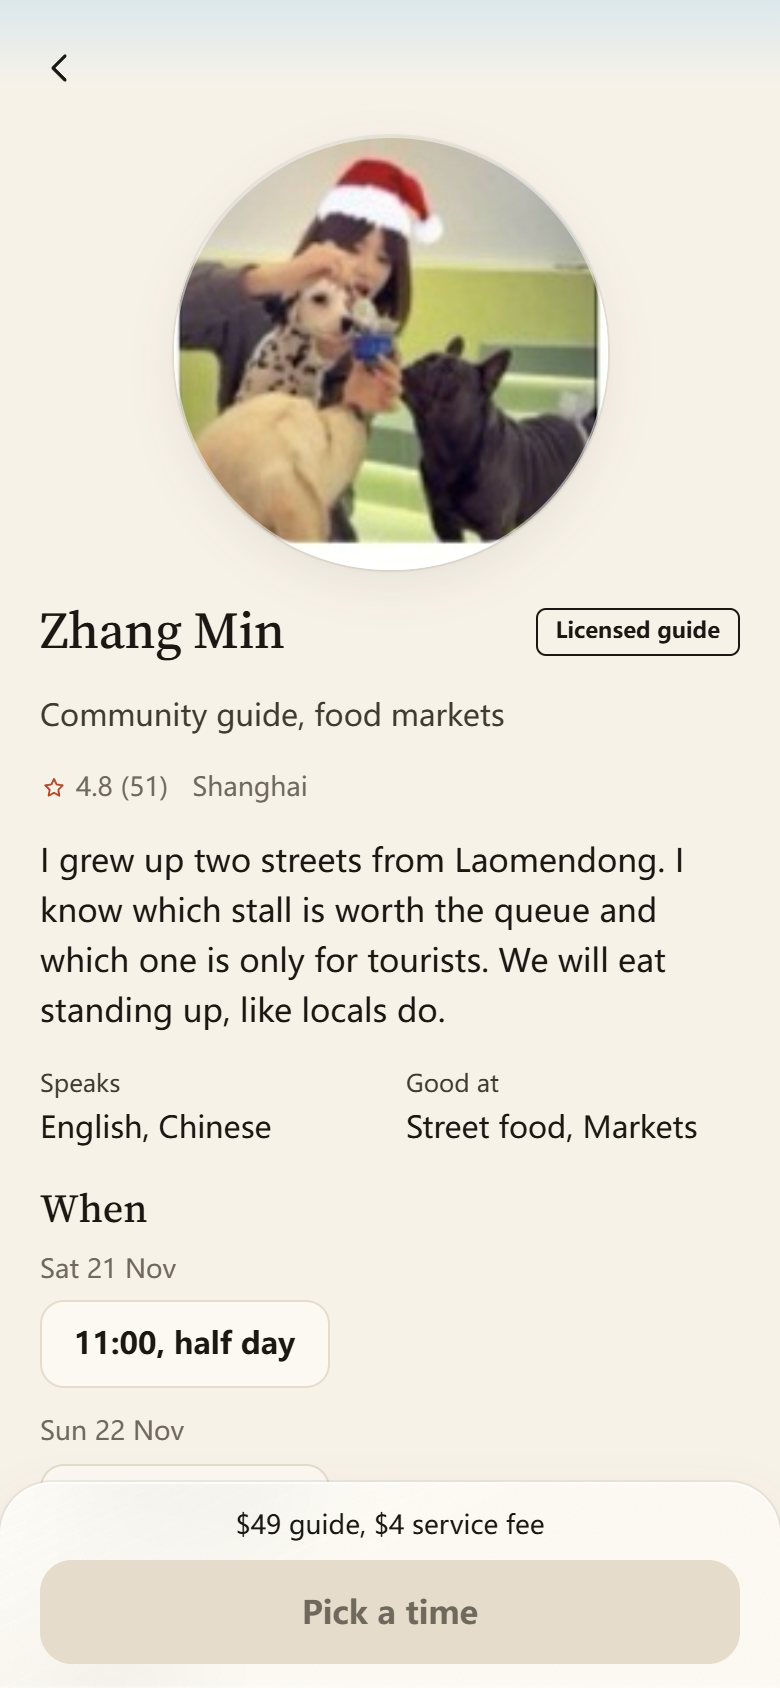 Zhang Min
Licensed guide
Community guide, food markets
4.8 (51) Shanghai
I grew up two streets from Laomendong. I
know which stall is worth the queue and
which one is only for tourists. We will eat
standing up, like locals do.
Speaks
English, Chinese
Good at
Street food, Markets
When
Sat 21 Nov
11:00, half day
Sun 22 Nov
$49 guide, $4 service fee
Pick a time